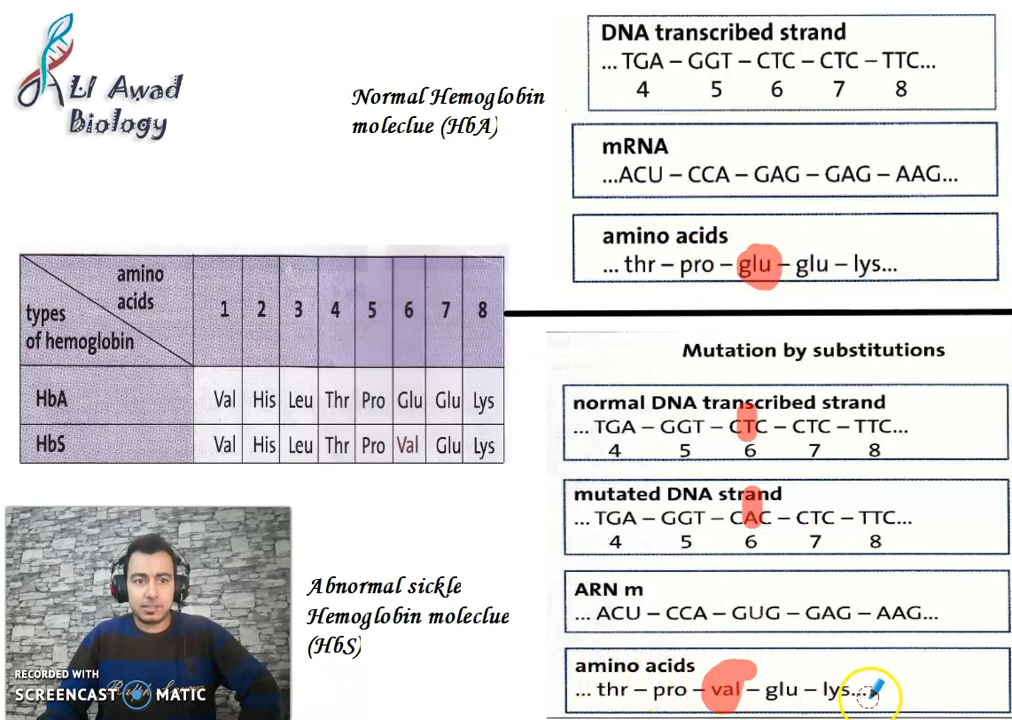 ALI Awad
Biology
Normal Hemoglobin
moleclue (HbA)
DNA transcribed strand
... TGA – GGT – CTC – CTC – TTC...
4 5 6 7 8
mRNA
...ACU – CCA – GAG – GAG – AAG...
amino acids
... thr – pro – glu – glu – lys...
amino
acids
types
of hemoglobin
1 2 3 4 5 6 7 8
HbA Val His Leu Thr Pro Glu Glu Lys
HbS Val His Leu Thr Pro Val Glu Lys
Mutation by substitutions
normal DNA transcribed strand
... TGA – GGT – CTC – CTC – TTC...
4 5 6 7 8
mutated DNA strand
... TGA – GGT – CAC – CTC – TTC...
4 5 6 7 8
ARN m
... ACU – CCA – GUG – GAG – AAG...
amino acids
... thr – pro – val – glu – lys...
Abnormal sickle
Hemoglobin moleclue
(HbS)
RECORDED WITH
SCREENCAST MATIC